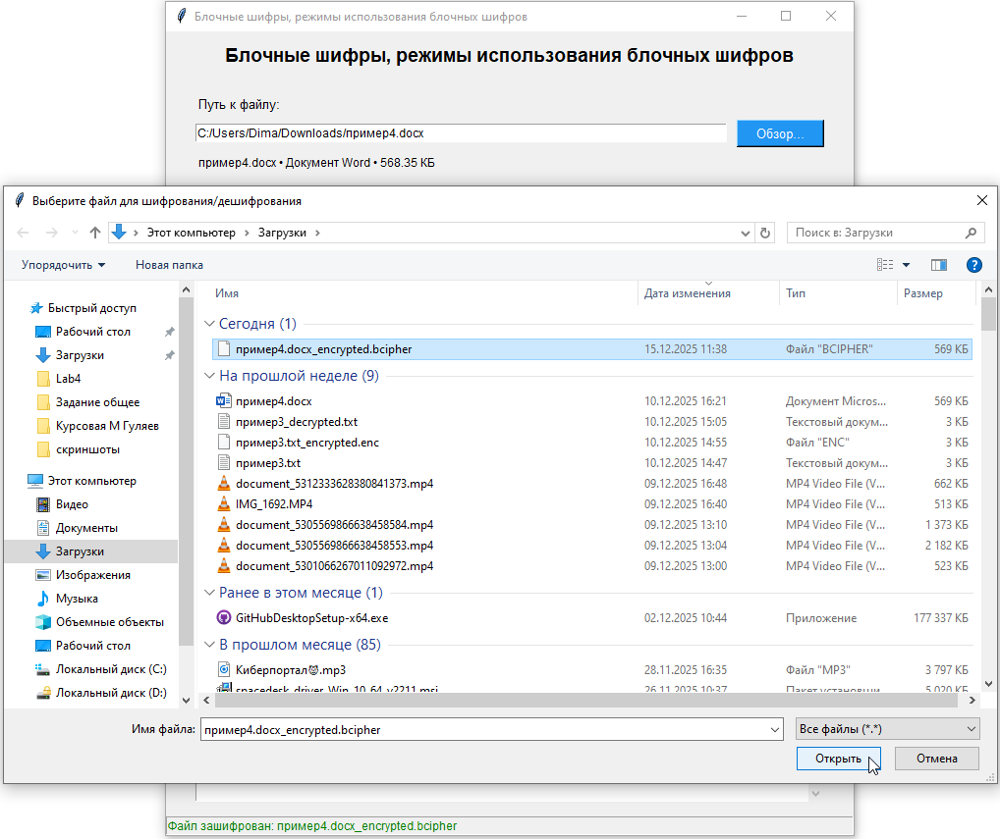 Блочные шифры, режимы использования блочных шифров
Блочные шифры, режимы использования блочных шифров
Путь к файлу:
C:/Users/Dima/Downloads/пример4.docx
Обзор...
пример4.docx • Документ Word • 568.35 КБ
Выберите файл для шифрования/дешифрования
Этот компьютер › Загрузки ›
Поиск в: Загрузки
Упорядочить
Новая папка
Быстрый доступ
Рабочий стол
Загрузки
Lab4
Задание общее
Курсовая М Гуляев
скриншоты
Этот компьютер
Видео
Документы
Загрузки
Изображения
Музыка
Объемные объекты
Рабочий стол
Локальный диск (C:)
Локальный диск (D:)
Имя Дата изменения Тип Размер
Сегодня (1)
пример4.docx_encrypted.bcipher 15.12.2025 11:38 Файл "BCIPHER" 569 КБ
На прошлой неделе (9)
пример4.docx 10.12.2025 16:21 Документ Micros... 569 КБ
пример3_decrypted.txt 10.12.2025 15:05 Текстовый докум... 3 КБ
пример3.txt_encrypted.enc 10.12.2025 14:55 Файл "ENC" 3 КБ
пример3.txt 10.12.2025 14:47 Текстовый докум... 3 КБ
document_5312333628380841373.mp4 09.12.2025 16:48 MP4 Video File (V... 662 КБ
IMG_1692.MP4 09.12.2025 16:40 MP4 Video File (V... 513 КБ
document_5305569866638458584.mp4 09.12.2025 13:10 MP4 Video File (V... 1 373 КБ
document_5305569866638458553.mp4 09.12.2025 13:04 MP4 Video File (V... 2 182 КБ
document_5301066267011092972.mp4 09.12.2025 13:00 MP4 Video File (V... 523 КБ
Ранее в этом месяце (1)
GitHubDesktopSetup-x64.exe 02.12.2025 10:44 Приложение 177 337 КБ
В прошлом месяце (85)
Киберпортал😈.mp3 28.11.2025 16:35 Файл "MP3" 3 797 КБ
spacedesk_driver_Win_10_64_v2211.msi 26.11.2025 10:37 Пакет установщи... 5 020 КБ
Имя файла: пример4.docx_encrypted.bcipher
Все файлы (*.*)
Открыть
Отмена
Файл зашифрован: пример4.docx_encrypted.bcipher